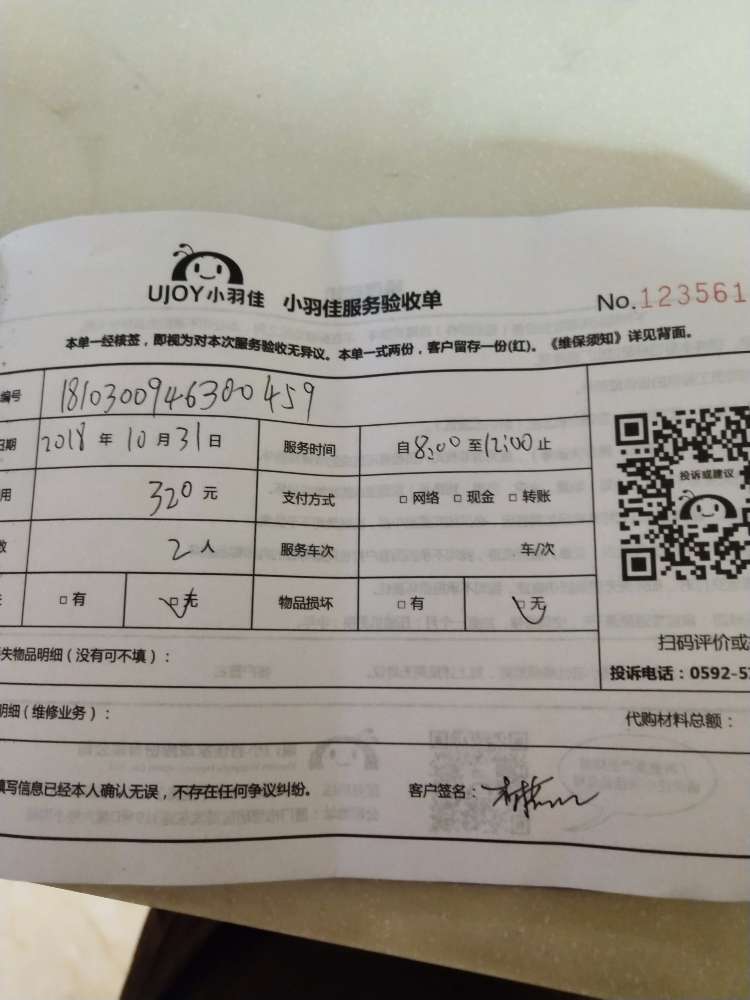 UJOY小羽佳 小羽佳服务验收单 No.123561
本单一经核签，即视为对本次服务验收无异议。本单一式两份，客户留存一份(红)。《维保须知》详见背面。
编号 1810300946300459
日期 2018 年 10 月 31 日 服务时间 自 8:00 至 12:00 止
用 320 元 支付方式 □ 网络 □ 现金 □ 转账
数 2 人 服务车次 车/次
□ 有 □ 无 物品损坏 □ 有 □ 无
投诉或建议
扫码评价或
失物品明细（没有可不填）：
投诉电话：0592-5
明细（维修业务）： 代购材料总额：
填写信息已经本人确认无误，不存在任何争议纠纷。 客户签名：